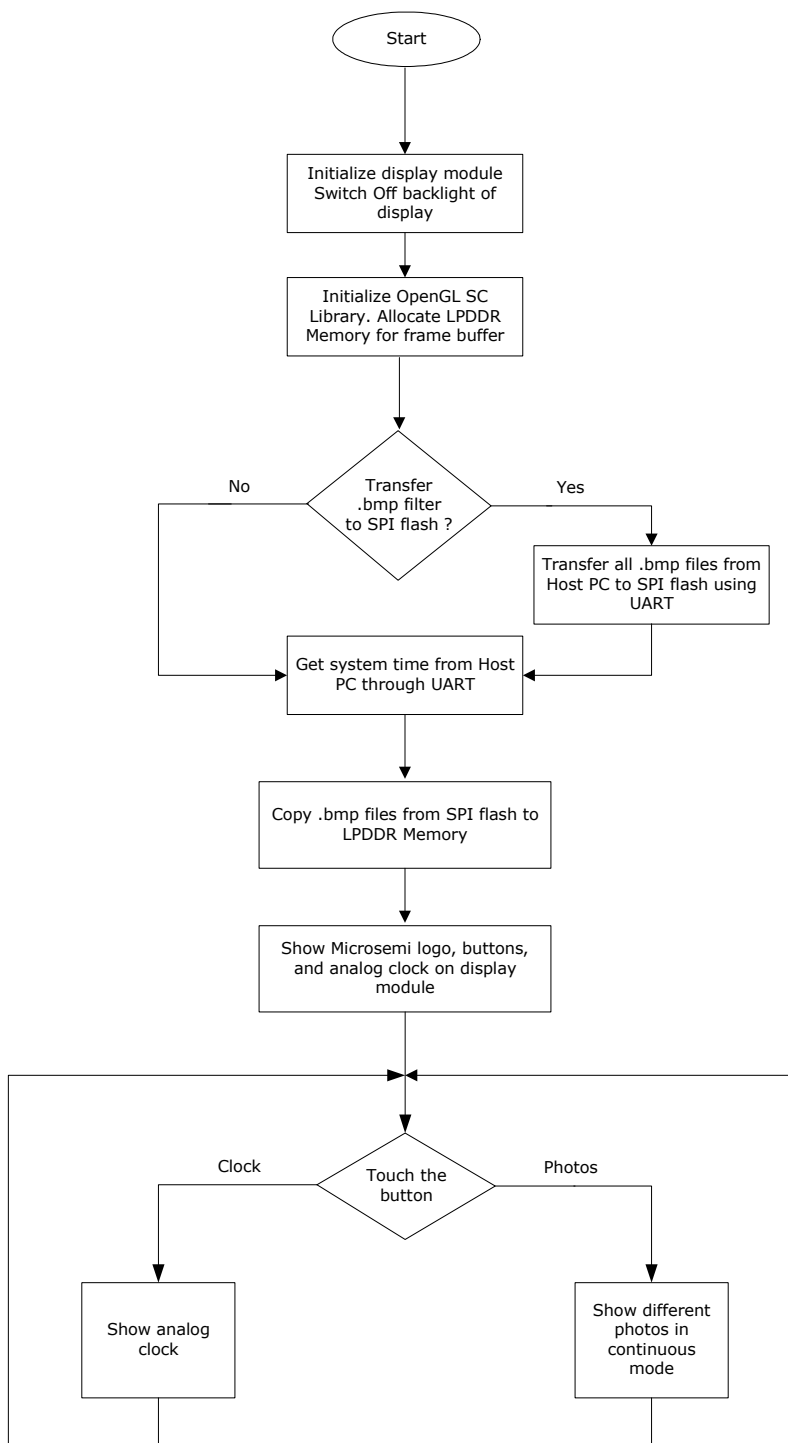 Start
Initialize display module
Switch Off backlight of
display
Initialize OpenGL SC
Library. Allocate LPDDR
Memory for frame buffer
Transfer
.bmp filter
to SPI flash ?
No
Yes
Transfer all .bmp files from
Host PC to SPI flash using
UART
Get system time from Host
PC through UART
Copy .bmp files from SPI flash to
LPDDR Memory
Show Microsemi logo, buttons,
and analog clock on display
module
Touch the
button
Clock
Photos
Show analog
clock
Show different
photos in
continuous
mode